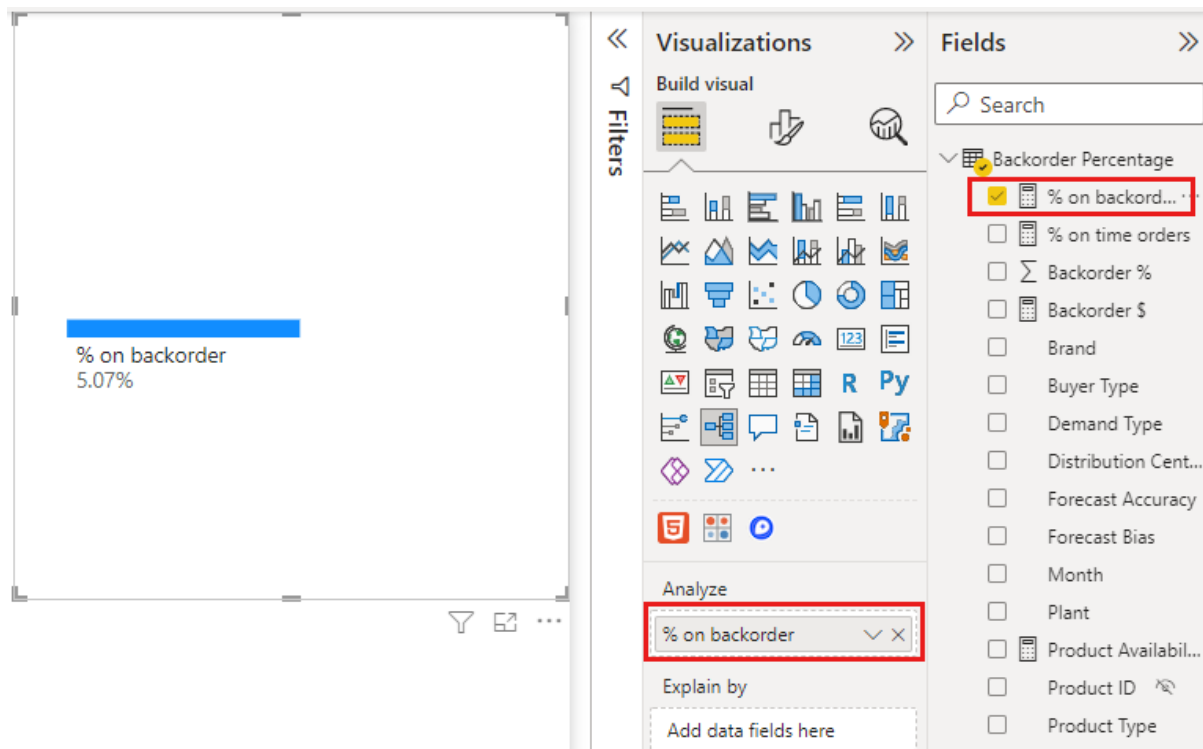 % on backorder
5.07%
Filters
Visualizations
Build visual
123
R
Py
5
Analyze
% on backorder
Explain by
Add data fields here
Fields
Search
Backorder Percentage
% on backord...
% on time orders
Backorder %
Backorder $
Brand
Buyer Type
Demand Type
Distribution Cent...
Forecast Accuracy
Forecast Bias
Month
Plant
Product Availabil...
Product ID
Product Type